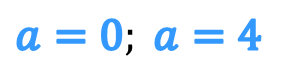 a = 0; a = 4